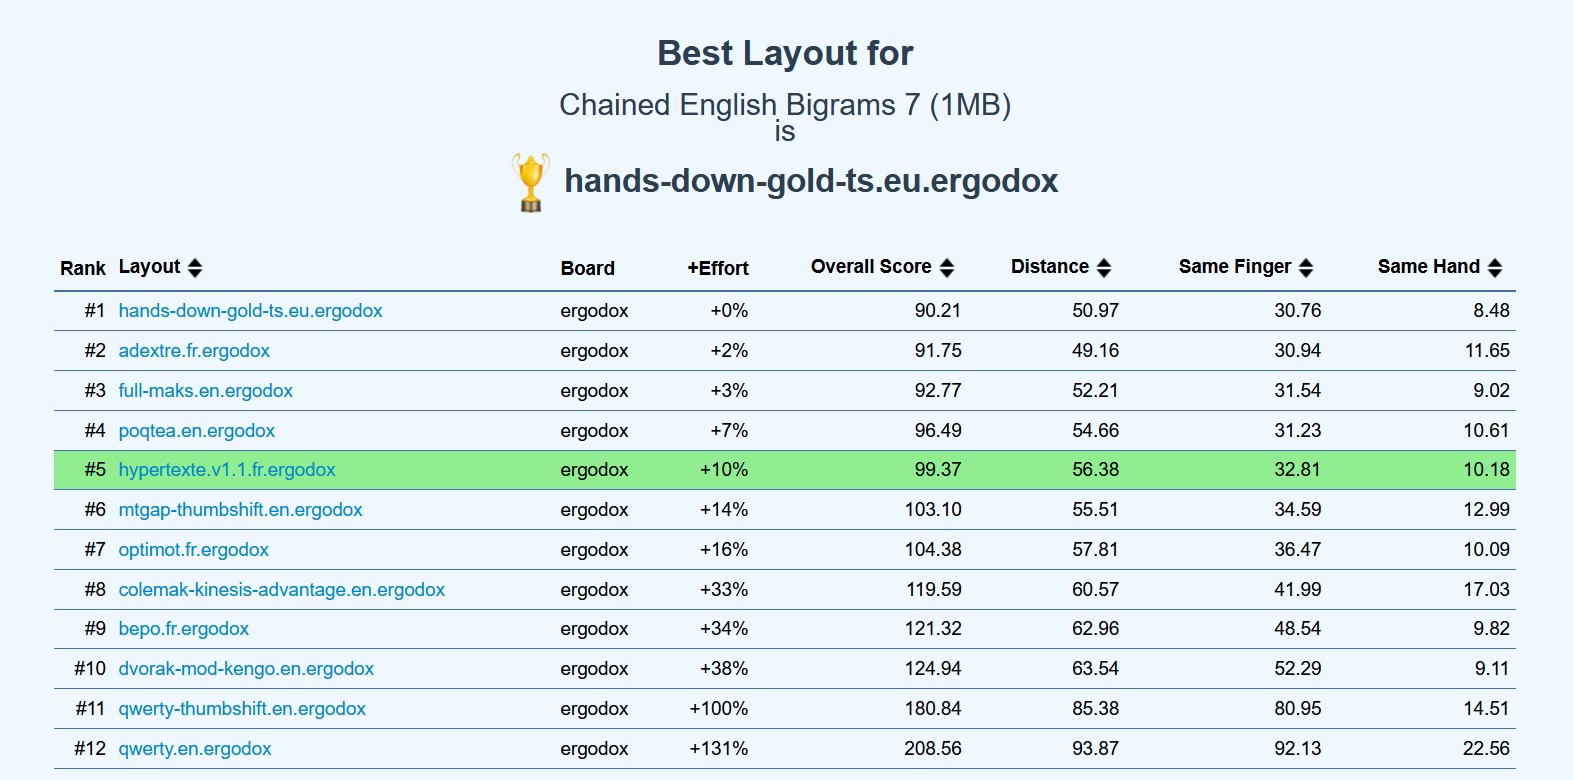 Best Layout for
Chained English Bigrams 7 (1MB)
is
hands-down-gold-ts.eu.ergodox
Rank Layout Board +Effort Overall Score Distance Same Finger Same Hand
#1 hands-down-gold-ts.eu.ergodox ergodox +0% 90.21 50.97 30.76 8.48
#2 adextre.fr.ergodox ergodox +2% 91.75 49.16 30.94 11.65
#3 full-maks.en.ergodox ergodox +3% 92.77 52.21 31.54 9.02
#4 poqtea.en.ergodox ergodox +7% 96.49 54.66 31.23 10.61
#5 hypertexte.v1.1.fr.ergodox ergodox +10% 99.37 56.38 32.81 10.18
#6 mtgap-thumbshift.en.ergodox ergodox +14% 103.10 55.51 34.59 12.99
#7 optimot.fr.ergodox ergodox +16% 104.38 57.81 36.47 10.09
#8 colemak-kinesis-advantage.en.ergodox ergodox +33% 119.59 60.57 41.99 17.03
#9 bepo.fr.ergodox ergodox +34% 121.32 62.96 48.54 9.82
#10 dvorak-mod-kengo.en.ergodox ergodox +38% 124.94 63.54 52.29 9.11
#11 qwerty-thumbshift.en.ergodox ergodox +100% 180.84 85.38 80.95 14.51
#12 qwerty.en.ergodox ergodox +131% 208.56 93.87 92.13 22.56